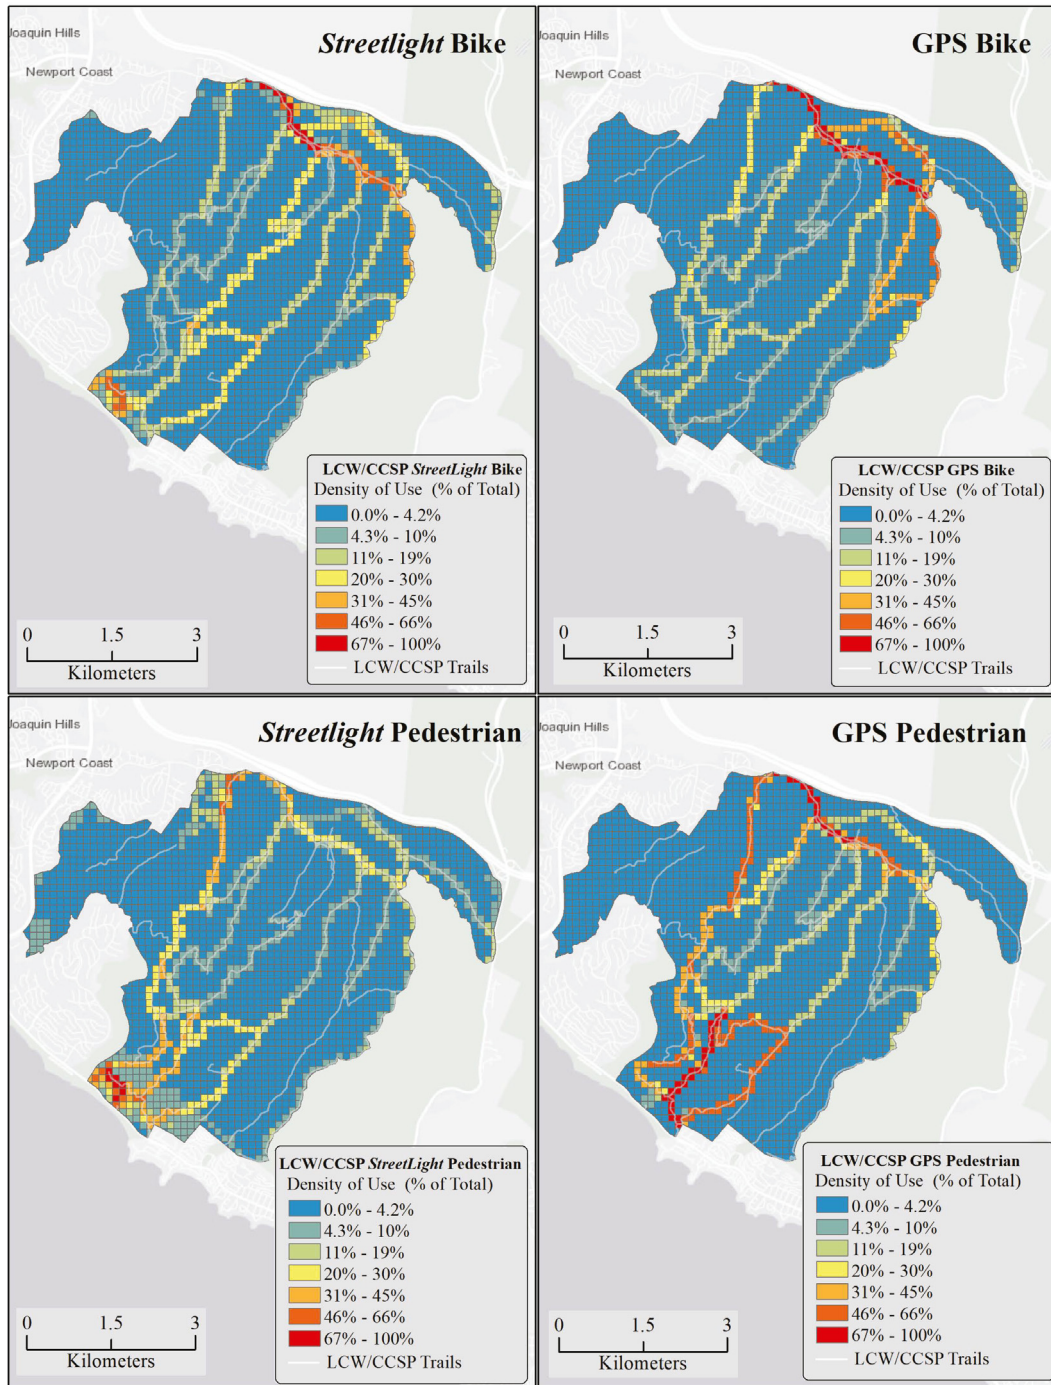 Joaquin Hills
Newport Coast
Streetlight Bike
LCW/CCSP StreetLight Bike
Density of Use (% of Total)
0.0% - 4.2%
4.3% - 10%
11% - 19%
20% - 30%
31% - 45%
46% - 66%
67% - 100%
LCW/CCSP Trails
0 1.5 3
Kilometers
Joaquin Hills
Newport Coast
GPS Bike
LCW/CCSP GPS Bike
Density of Use (% of Total)
0.0% - 4.2%
4.3% - 10%
11% - 19%
20% - 30%
31% - 45%
46% - 66%
67% - 100%
LCW/CCSP Trails
0 1.5 3
Kilometers
Joaquin Hills
Newport Coast
Streetlight Pedestrian
LCW/CCSP StreetLight Pedestrian
Density of Use (% of Total)
0.0% - 4.2%
4.3% - 10%
11% - 19%
20% - 30%
31% - 45%
46% - 66%
67% - 100%
LCW/CCSP Trails
0 1.5 3
Kilometers
Joaquin Hills
Newport Coast
GPS Pedestrian
LCW/CCSP GPS Pedestrian
Density of Use (% of Total)
0.0% - 4.2%
4.3% - 10%
11% - 19%
20% - 30%
31% - 45%
46% - 66%
67% - 100%
LCW/CCSP Trails
0 1.5 3
Kilometers